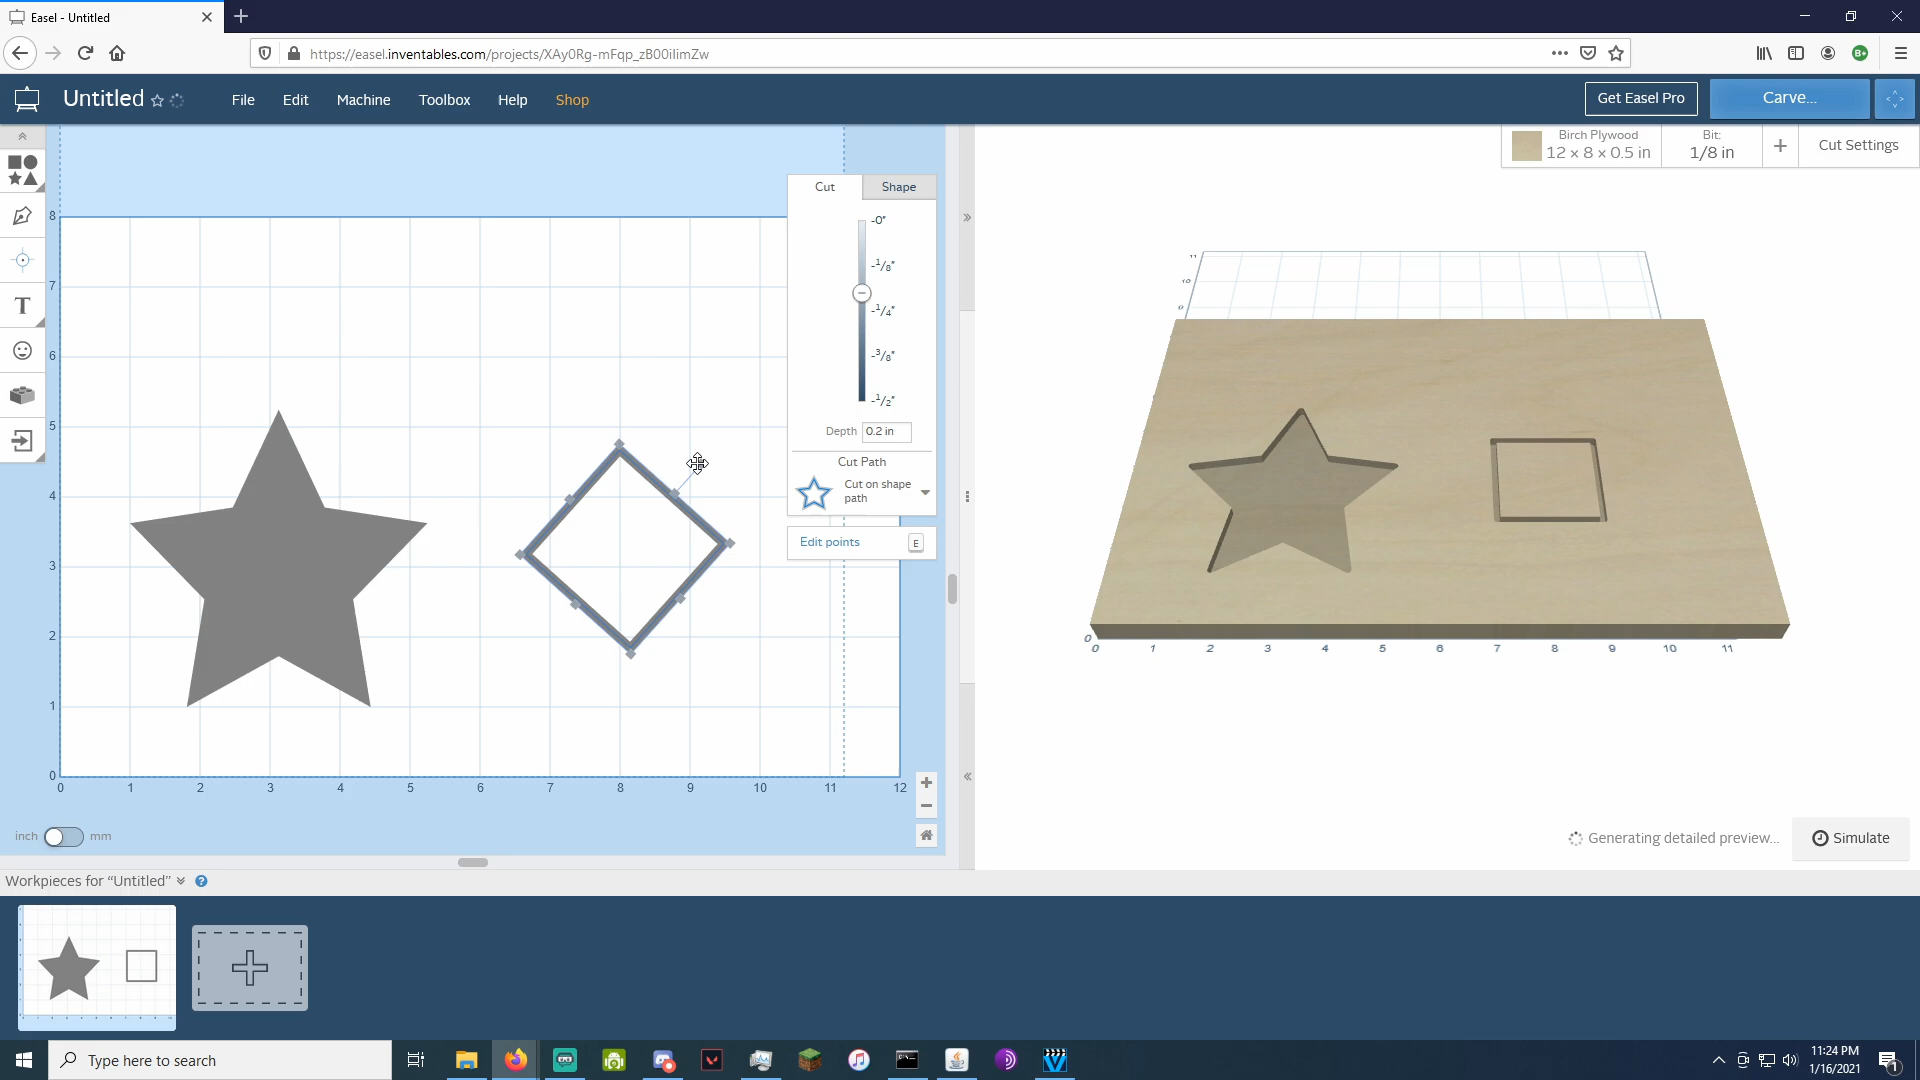 Easel - Untitled
https://easel.inventables.com/projects/XAy0Rg-mFqp_zB00iIimZw
B+
Untitled File Edit Machine Toolbox Help Shop Get Easel Pro Carve...
Birch Plywood
12 × 8 × 0.5 in
Bit:
1/8 in
+
Cut Settings
T
Cut Shape
-0"
-1/8"
-1/4"
-3/8"
-1/2"
Depth 0.2 in
Cut Path
Cut on shape
path
Edit points E
8
7
6
5
4
3
2
1
0
0 1 2 3 4 5 6 7 8 9 10 11 12
inch mm
11
10
9
0
0 1 2 3 4 5 6 7 8 9 10 11
Generating detailed preview... Simulate
Workpieces for “Untitled” ?
Type here to search
11:24 PM
1/16/2021
1